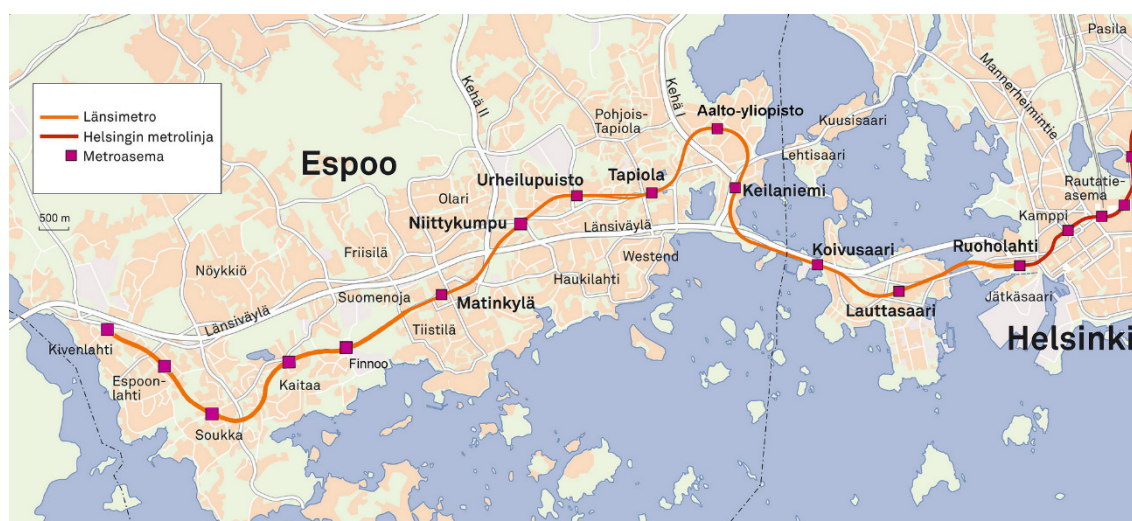 Länsimetro
Helsingin metrolinja
Metroasema
500 m
Espoo
Helsinki
Kehä II
Kehä I
Pohjois-
Tapiola
Aalto-yliopisto
Kuusisaari
Lehtisaari
Mannerheimintie
Pasila
Rautatie-
asema
Kamppi
Urheilupuisto
Tapiola
Keilaniemi
Olari
Niittykumpu
Länsiväylä
Koivusaari
Ruoholahti
Friisilä
Nöykkiö
Westend
Haukilahti
Suomenoja
Matinkylä
Lauttasaari
Jätkäsaari
Länsiväylä
Tiistilä
Kivenlahti
Finnoo
Espoon-
lahti
Kaitaa
Soukka